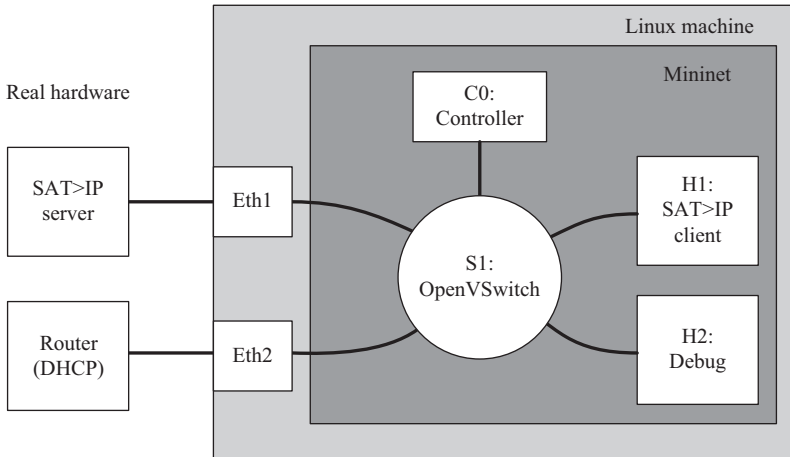 Linux machine
Mininet
Real hardware
C0:
Controller
SAT>IP
server
Eth1
H1:
SAT>IP
client
S1:
OpenVSwitch
Router
(DHCP)
Eth2
H2:
Debug